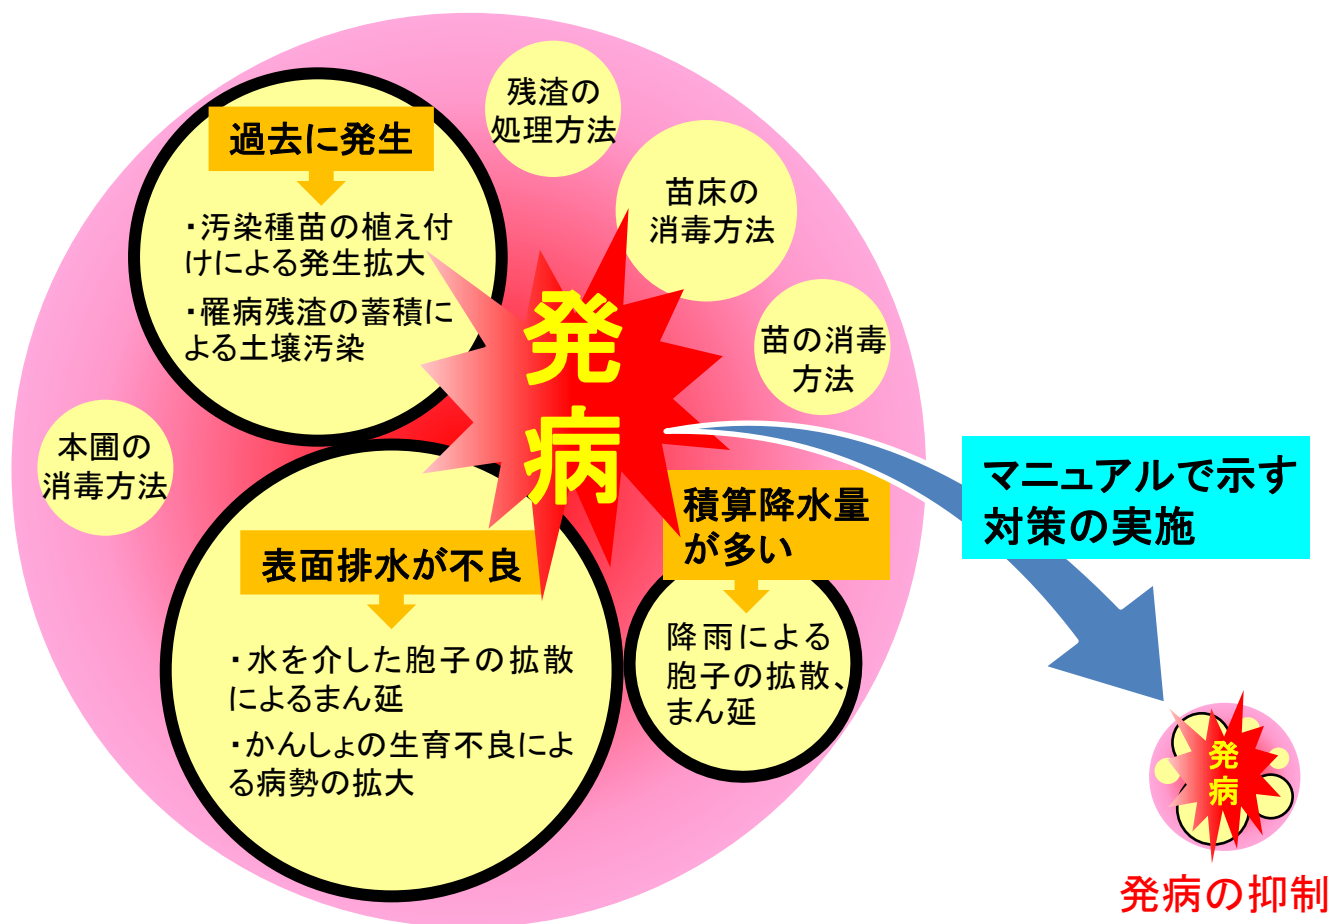 残渣の
処理方法
過去に発生
苗床の
消毒方法
・汚染種苗の植え付
けによる発生拡大
・罹病残渣の蓄積に
よる土壌汚染
発
病
苗の消毒
方法
本圃の
消毒方法
マニュアルで示す
対策の実施
積算降水量
が多い
表面排水が不良
・水を介した胞子の拡散
によるまん延
・かんしょの生育不良によ
る病勢の拡大
降雨による
胞子の拡散、
まん延
発
病
発病の抑制